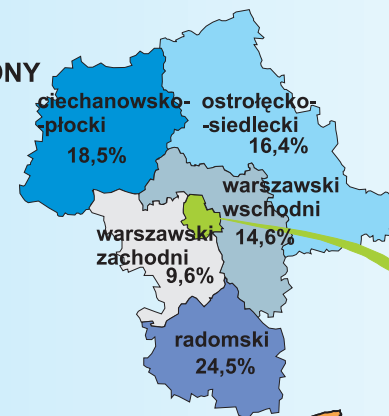 ONY
ciechanowsko-
-płocki
18,5%
ostrołęcko-
-siedlecki
16,4%
warszawski
wschodni
14,6%
warszawski
zachodni
9,6%
radomski
24,5%